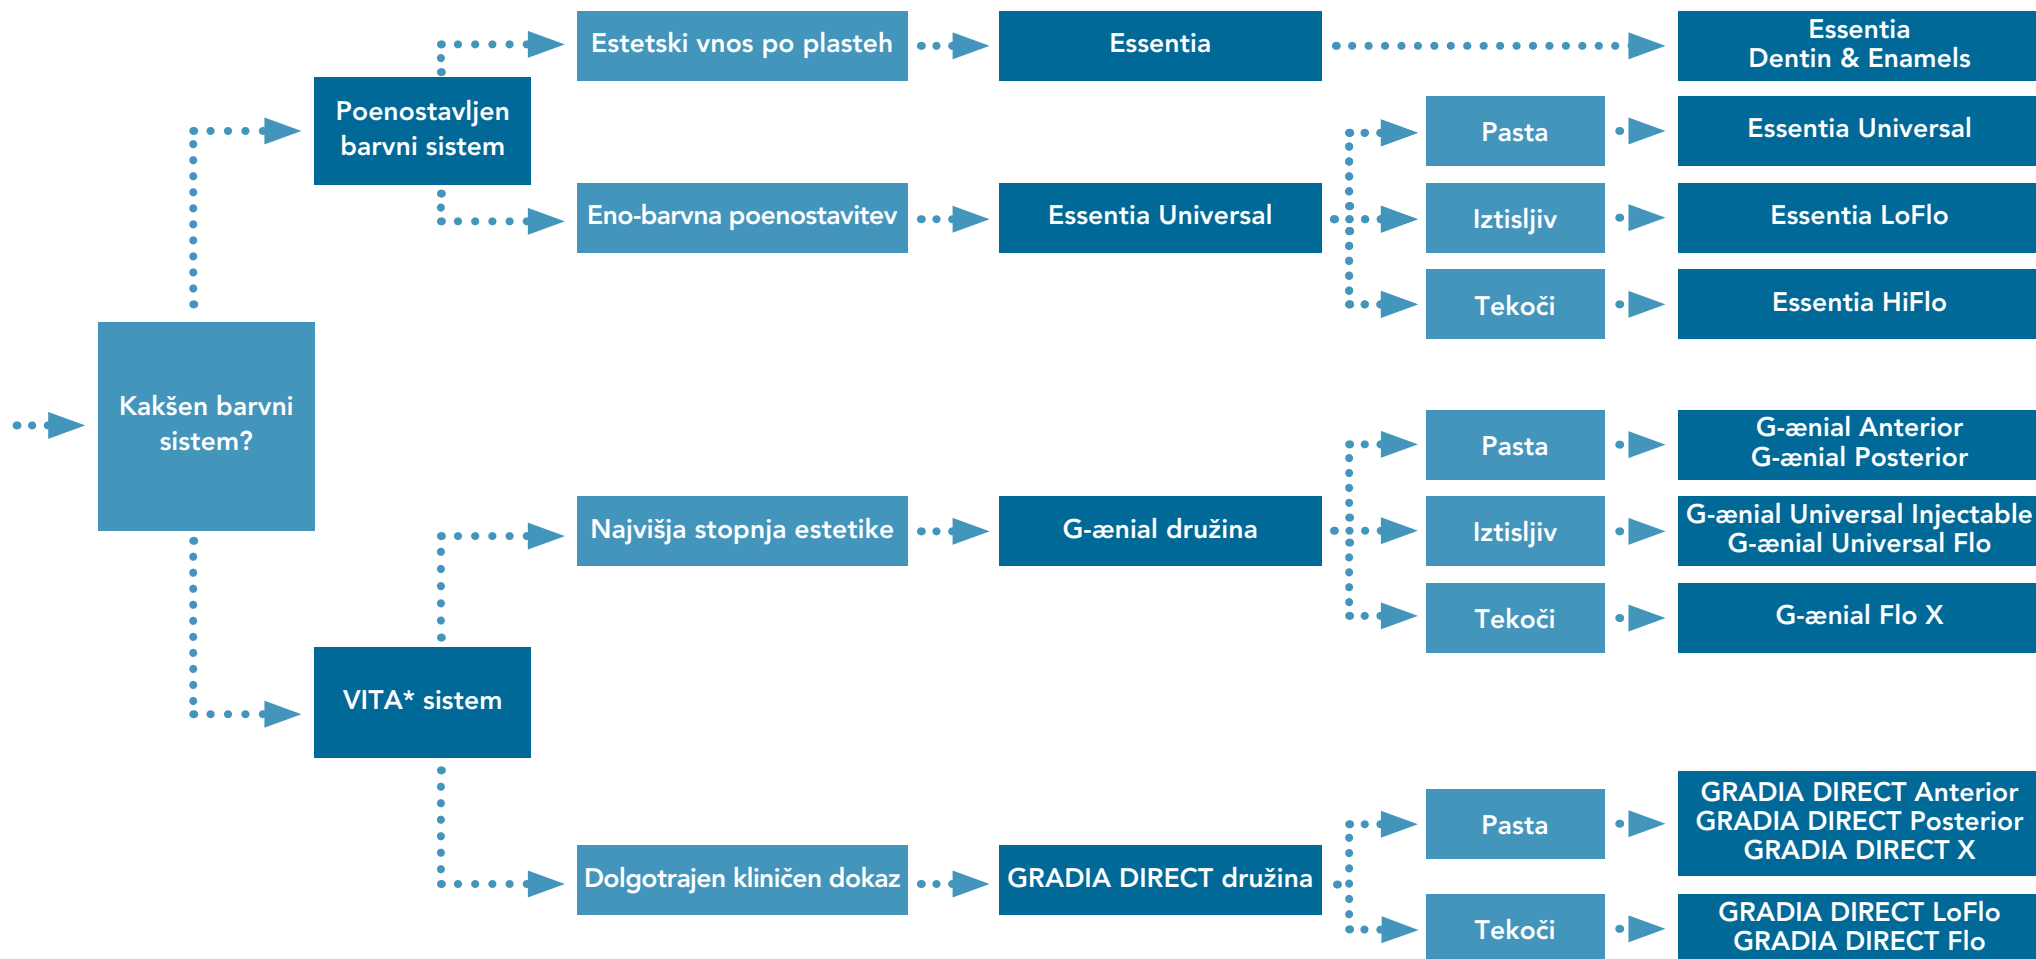 Kakšen barvni
sistem?
Poenostavljen
barvni sistem
Estetski vnos po plasteh
Essentia
Essentia
Dentin & Enamels
Eno-barvna poenostavitev
Essentia Universal
Pasta
Essentia Universal
Iztisljiv
Essentia LoFlo
Tekoči
Essentia HiFlo
VITA* sistem
Najvišja stopnja estetike
G-ænial družina
Pasta
G-ænial Anterior
G-ænial Posterior
Iztisljiv
G-ænial Universal Injectable
G-ænial Universal Flo
Tekoči
G-ænial Flo X
Dolgotrajen kliničen dokaz
GRADIA DIRECT družina
Pasta
GRADIA DIRECT Anterior
GRADIA DIRECT Posterior
GRADIA DIRECT X
Tekoči
GRADIA DIRECT LoFlo
GRADIA DIRECT Flo